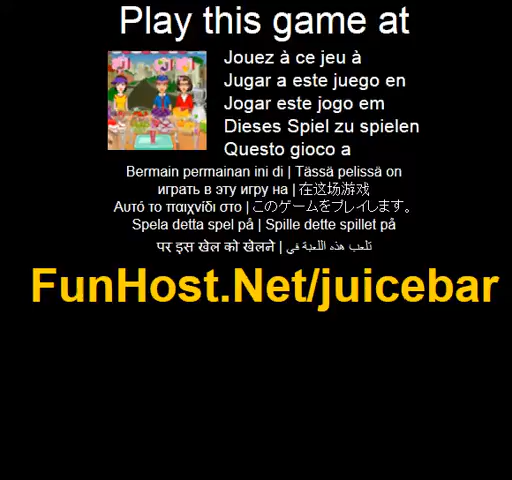 Play this game at
Jouez à ce jeu à
Jugar a este juego en
Jogar este jogo em
Dieses Spiel zu spielen
Questo gioco a
Bermain permainan ini di | Tässä pelissä on
играть в эту игру на | 在这场游戏
Αυτό το παιχνίδι στο | このゲームをプレイします。
Spela detta spel på | Spille dette spillet på
पर इस खेल को खेलने | تلعب هذه اللعبة في
FunHost.Net/juicebar